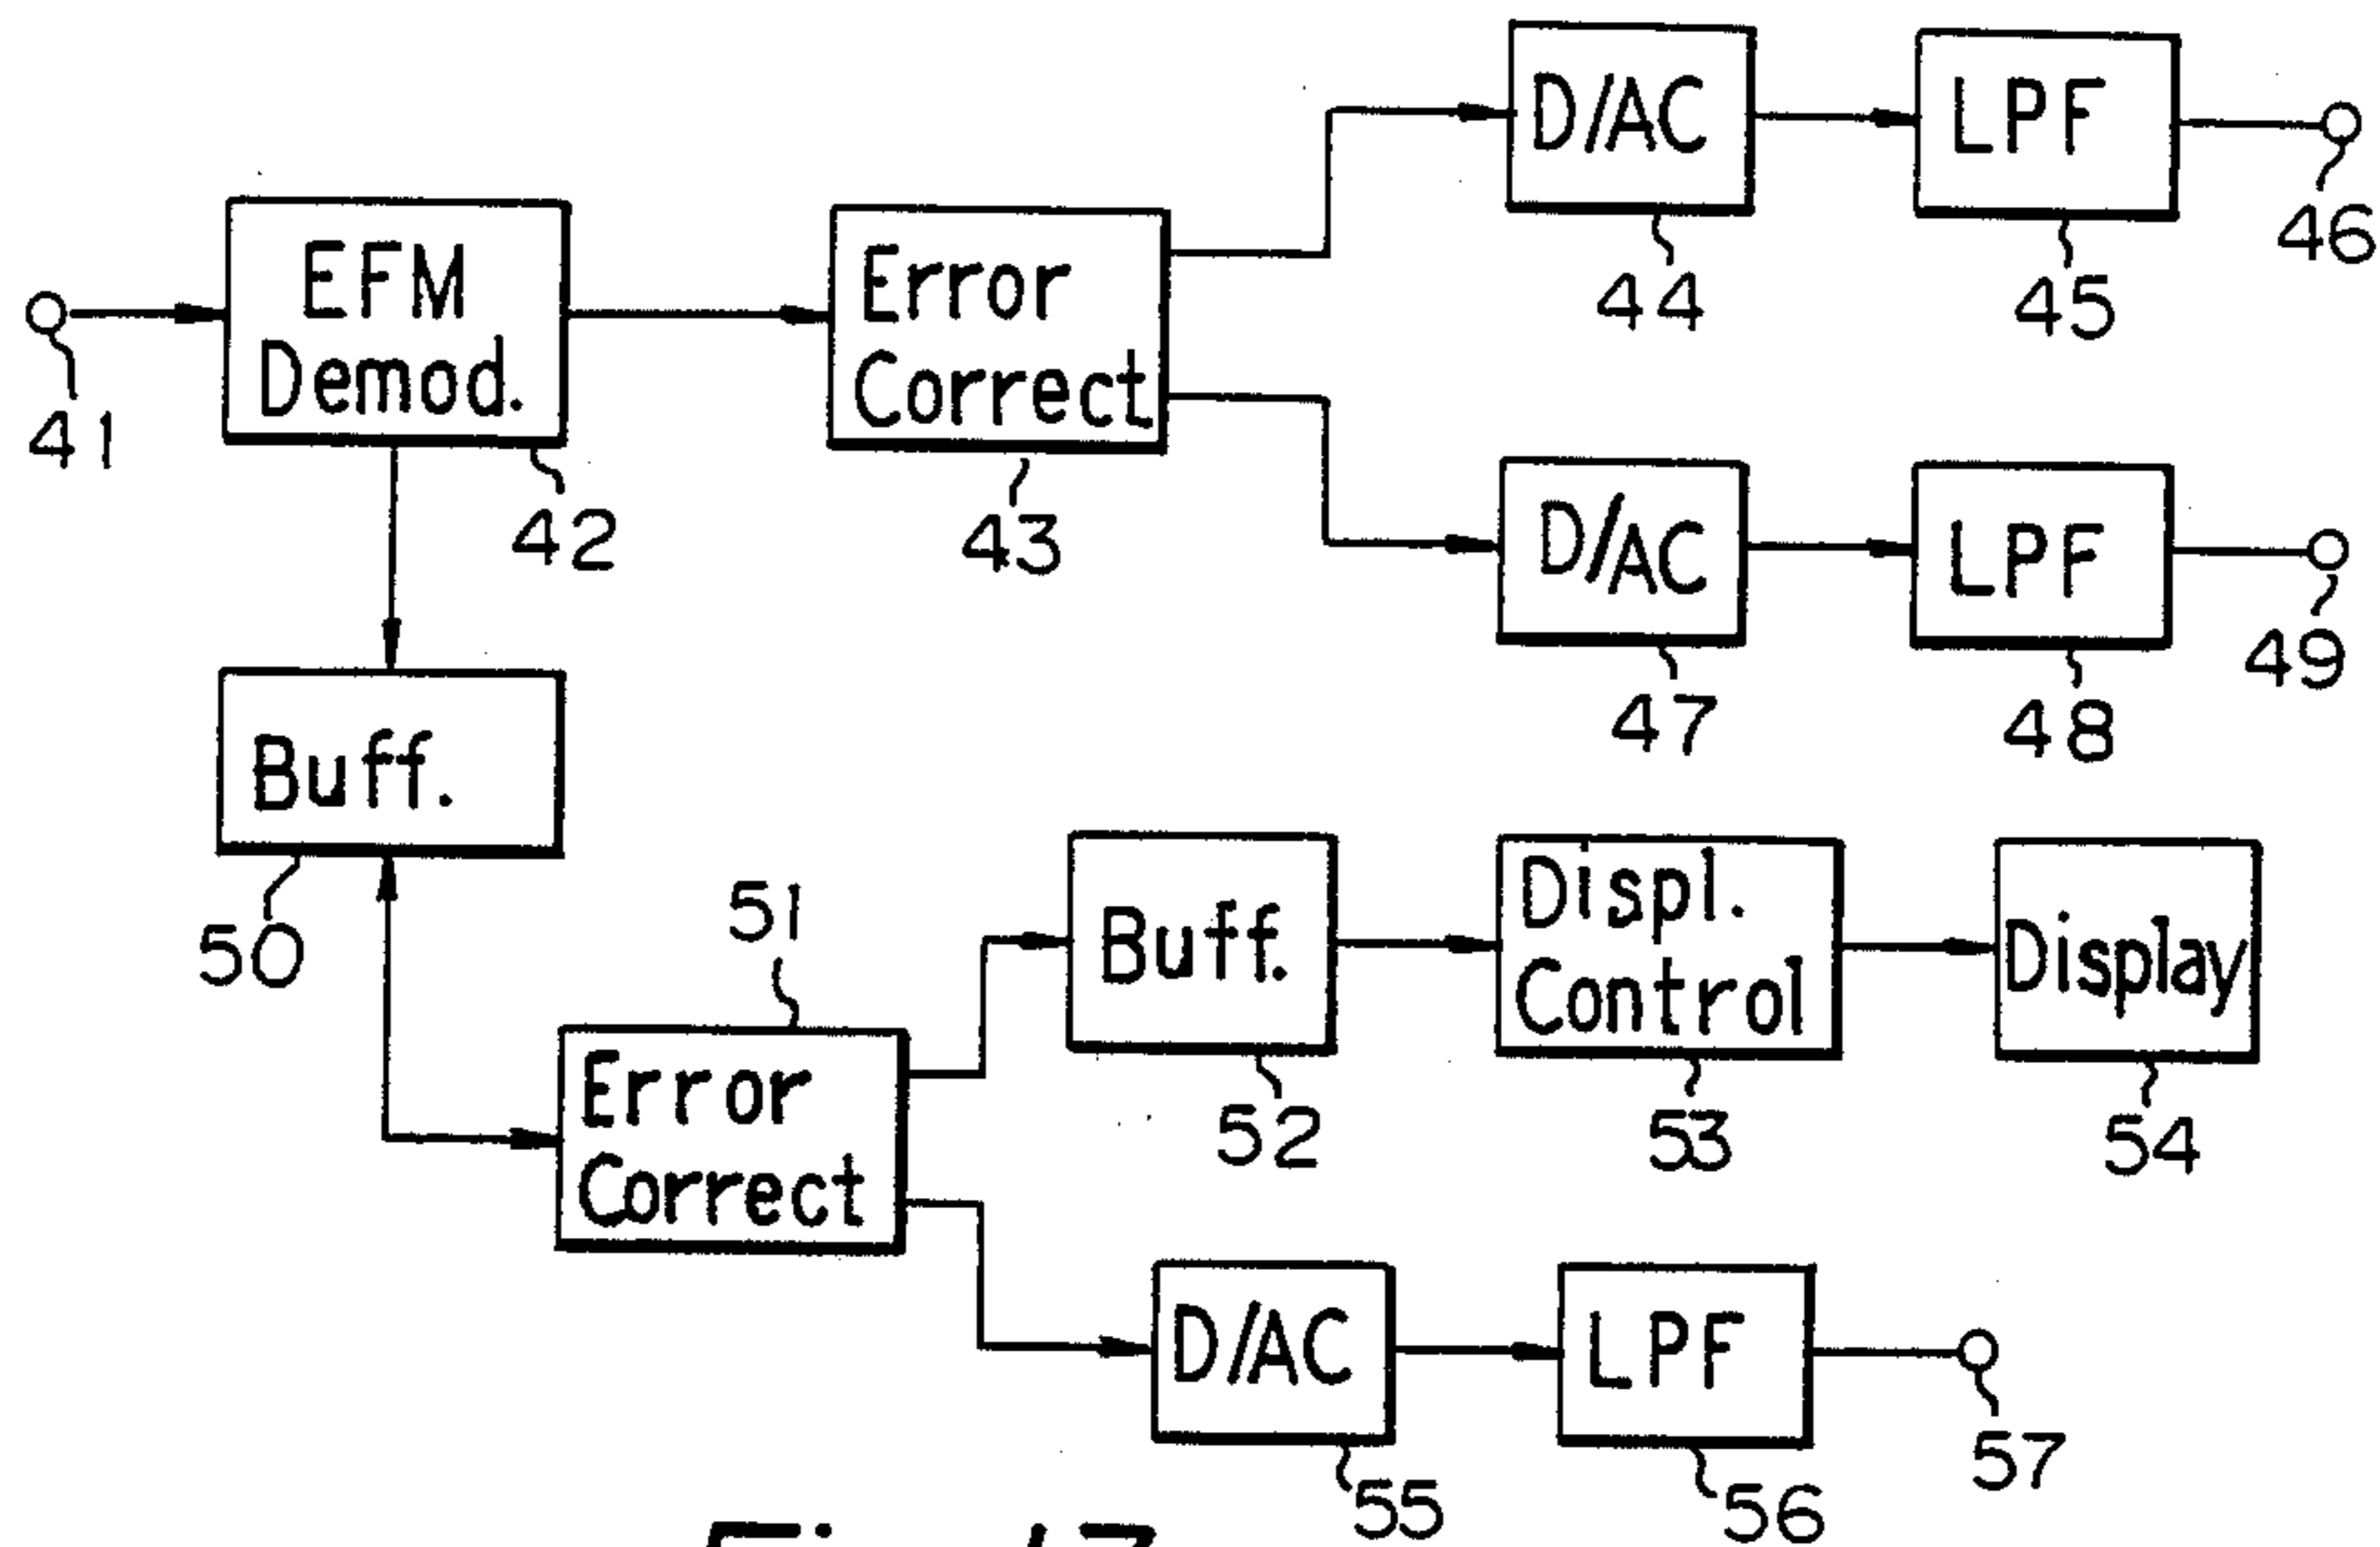 D/AC
LPF
46
EFM
Demod.
Error
Correct
44
45
41
42
43
D/AC
LPF
49
47
48
Buff.
50
51
Buff.
Displ.
Control
Display
Error
Correct
52
53
54
D/AC
LPF
57
55
56